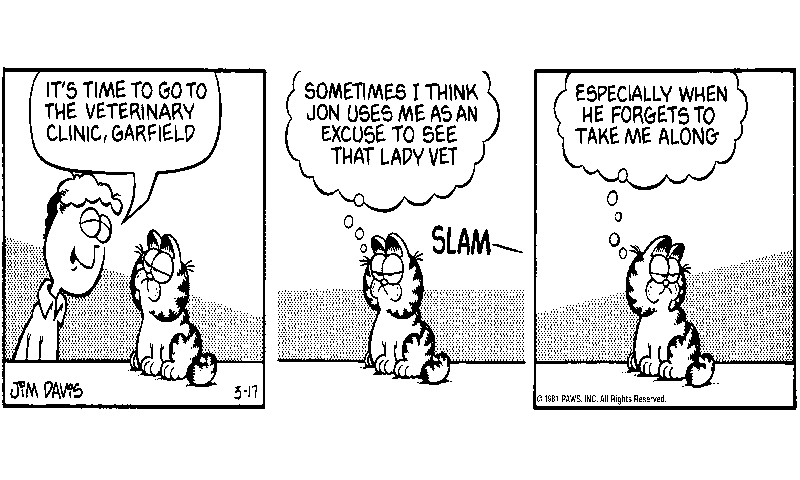 IT'S TIME TO GO TO
THE VETERINARY
CLINIC, GARFIELD
JIM DAVIS
3-17
SOMETIMES I THINK
JON USES ME AS AN
EXCUSE TO SEE
THAT LADY VET
SLAM
ESPECIALLY WHEN
HE FORGETS TO
TAKE ME ALONG
© 1981 PAWS, INC. All Rights Reserved.